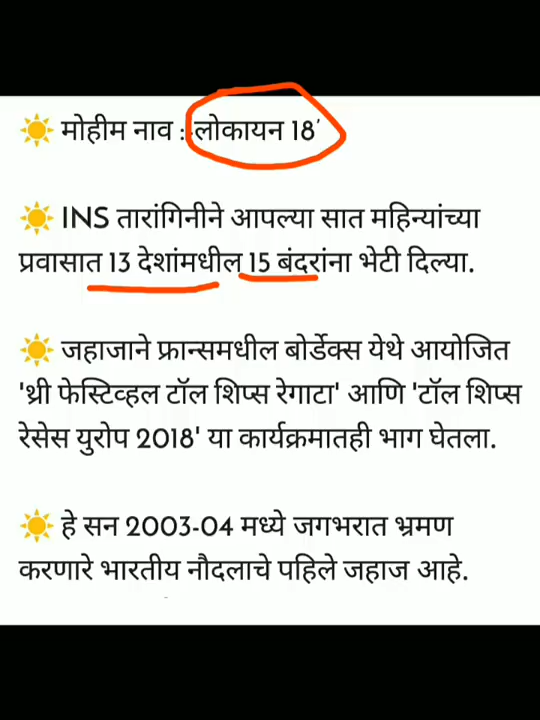 मोहीम नाव : लोकायन 18'
INS तारांगिनीने आपल्या सात महिन्यांच्या
प्रवासात 13 देशांमधील 15 बंदरांना भेटी दिल्या.
जहाजाने फ्रान्समधील बोर्डेक्स येथे आयोजित
'थ्री फेस्टिव्हल टॉल शिप्स रेगाटा' आणि 'टॉल शिप्स
रेसेस युरोप 2018' या कार्यक्रमातही भाग घेतला.
हे सन 2003-04 मध्ये जगभरात भ्रमण
करणारे भारतीय नौदलाचे पहिले जहाज आहे.